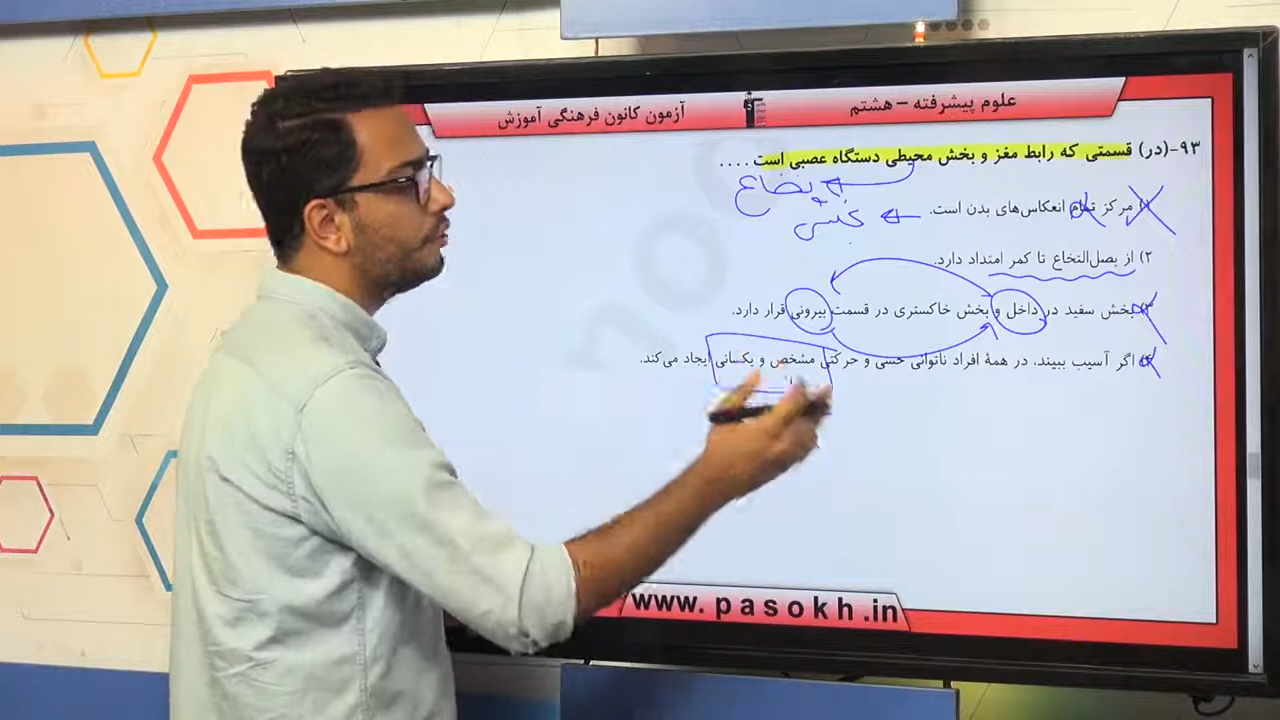 علوم پیشرفته – هشتم
آزمون کانون فرهنگی آموزش
۹۳-(در) قسمتی که رابط مغز و بخش محیطی دستگاه عصبی است ....
نخاع
۱) مرکز تمام انعکاس‌های بدن است.
۲) از بصل‌النخاع تا کمر امتداد دارد.
۳) بخش سفید در داخل و بخش خاکستری در قسمت بیرونی قرار دارد.
۴) اگر آسیب ببیند، در همهٔ افراد ناتوانی حسی و حرکتی مشخص و یکسانی ایجاد می‌کند.
www.pasokh.in